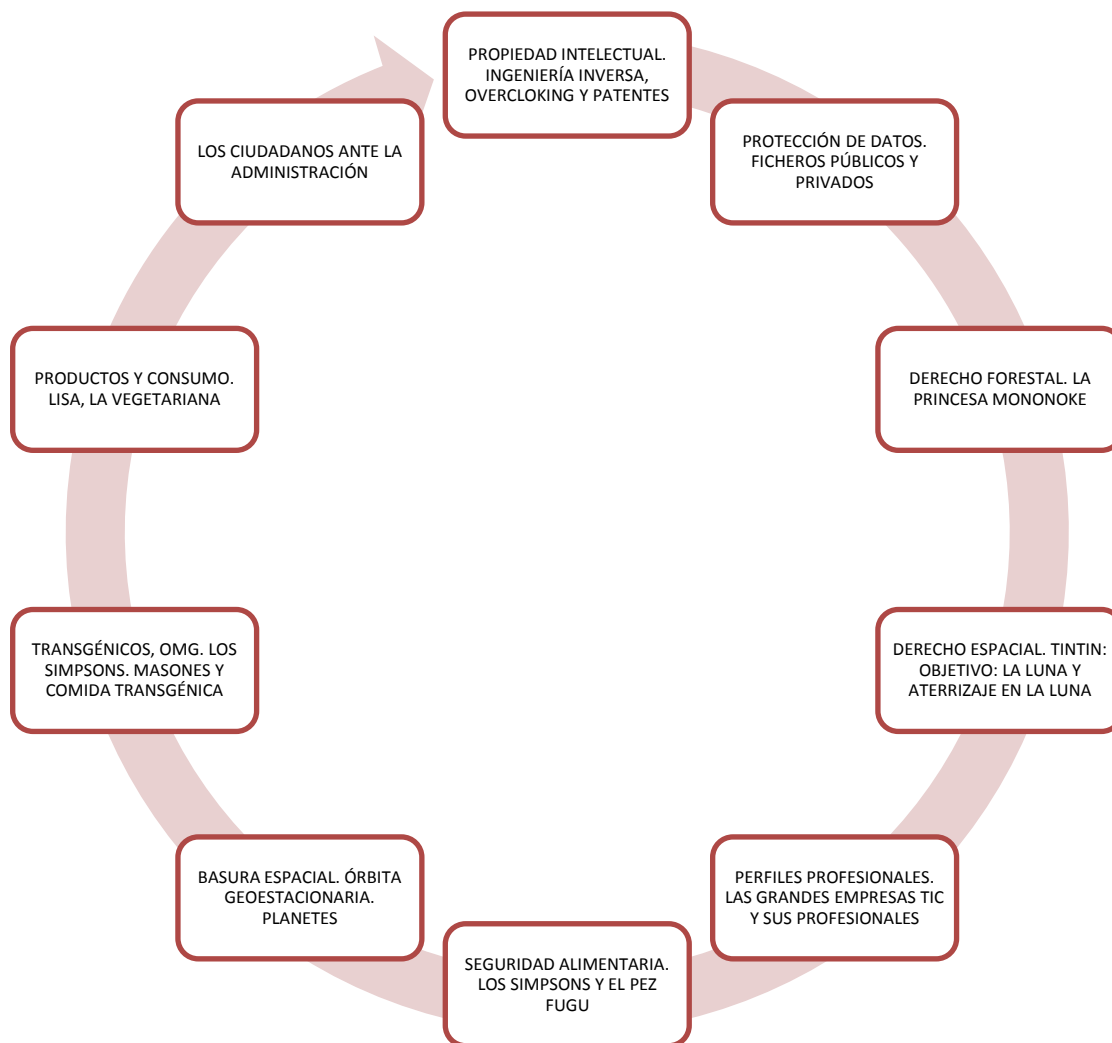 PROPIEDAD INTELECTUAL.
INGENIERÍA INVERSA,
OVERCLOKING Y PATENTES
PROTECCIÓN DE DATOS.
FICHEROS PÚBLICOS Y
PRIVADOS
DERECHO FORESTAL. LA
PRINCESA MONONOKE
DERECHO ESPACIAL. TINTIN:
OBJETIVO: LA LUNA Y
ATERRIZAJE EN LA LUNA
PERFILES PROFESIONALES.
LAS GRANDES EMPRESAS TIC
Y SUS PROFESIONALES
SEGURIDAD ALIMENTARIA.
LOS SIMPSONS Y EL PEZ
FUGU
BASURA ESPACIAL. ÓRBITA
GEOESTACIONARIA.
PLANETES
TRANSGÉNICOS, OMG. LOS
SIMPSONS. MASONES Y
COMIDA TRANSGÉNICA
PRODUCTOS Y CONSUMO.
LISA, LA VEGETARIANA
LOS CIUDADANOS ANTE LA
ADMINISTRACIÓN